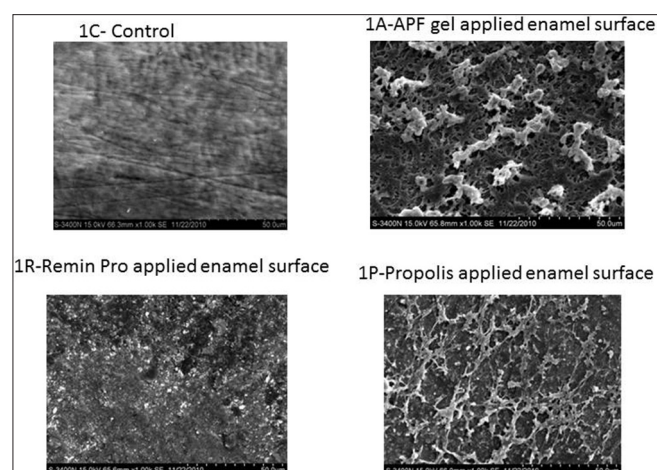 1C- Control
1A-APF gel applied enamel surface
S-3400N 15.0kV 66.3mm x1.00k SE 11/22/2010 50.0um
S-3400N 15.0kV 65.8mm x1.00k SE 11/22/2010 50.0um
1R-Remin Pro applied enamel surface
1P-Propolis applied enamel surface